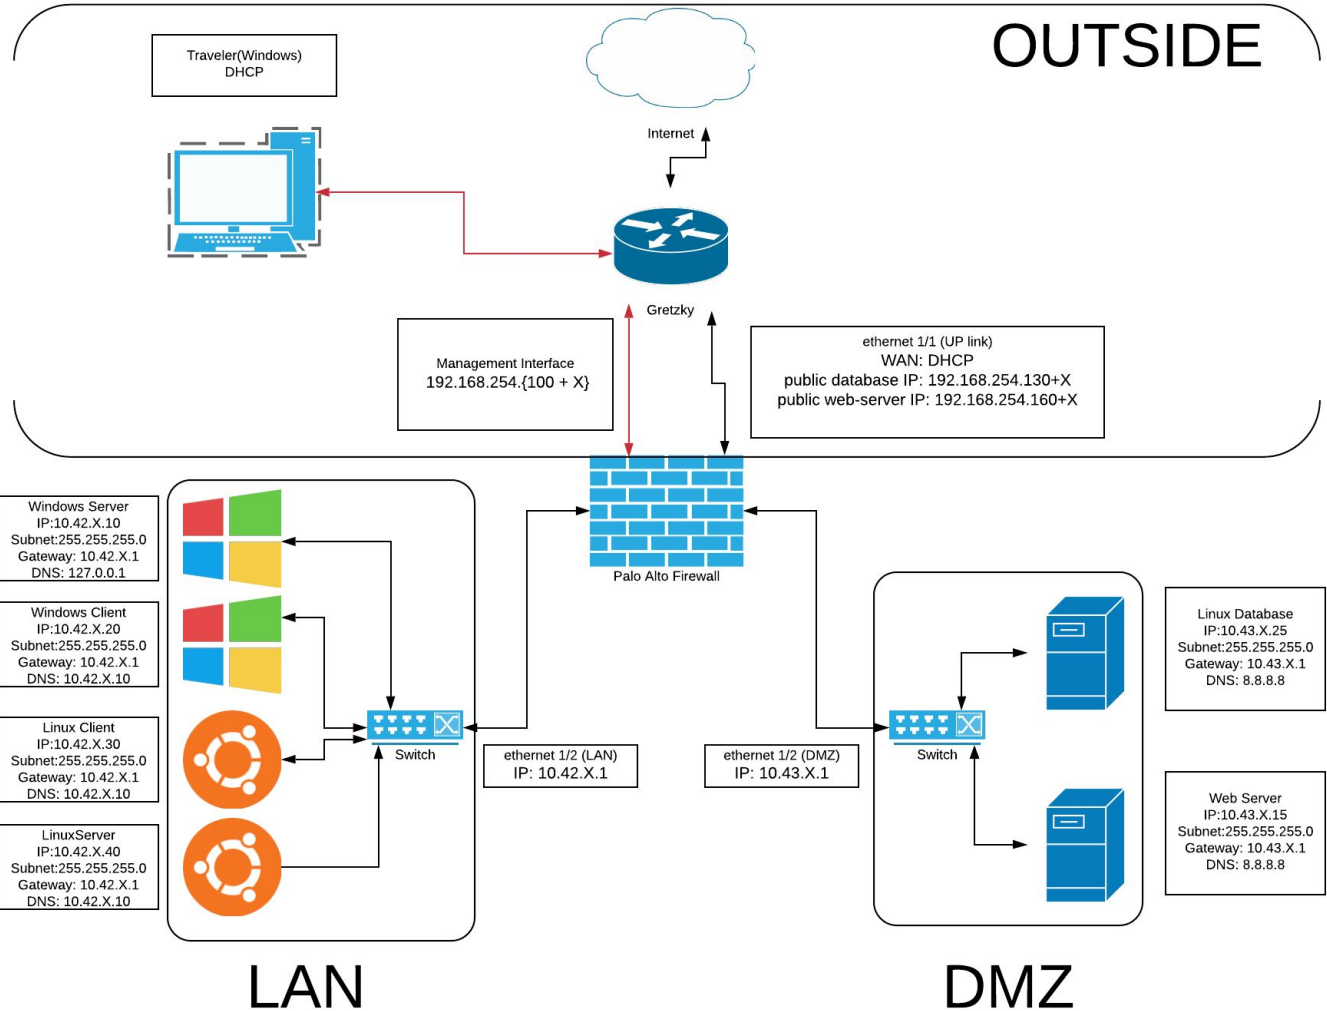 OUTSIDE
Traveler(Windows)
DHCP
Internet
Gretzky
Management Interface
192.168.254.{100 + X}
ethernet 1/1 (UP link)
WAN: DHCP
public database IP: 192.168.254.130+X
public web-server IP: 192.168.254.160+X
Palo Alto Firewall
Windows Server
IP:10.42.X.10
Subnet:255.255.255.0
Gateway: 10.42.X.1
DNS: 127.0.0.1
Windows Client
IP:10.42.X.20
Subnet:255.255.255.0
Gateway: 10.42.X.1
DNS: 10.42.X.10
Linux Client
IP:10.42.X.30
Subnet:255.255.255.0
Gateway: 10.42.X.1
DNS: 10.42.X.10
LinuxServer
IP:10.42.X.40
Subnet:255.255.255.0
Gateway: 10.42.X.1
DNS: 10.42.X.10
Switch
ethernet 1/2 (LAN)
IP: 10.42.X.1
ethernet 1/2 (DMZ)
IP: 10.43.X.1
Switch
Linux Database
IP:10.43.X.25
Subnet:255.255.255.0
Gateway: 10.43.X.1
DNS: 8.8.8.8
Web Server
IP:10.43.X.15
Subnet:255.255.255.0
Gateway: 10.43.X.1
DNS: 8.8.8.8
LAN
DMZ